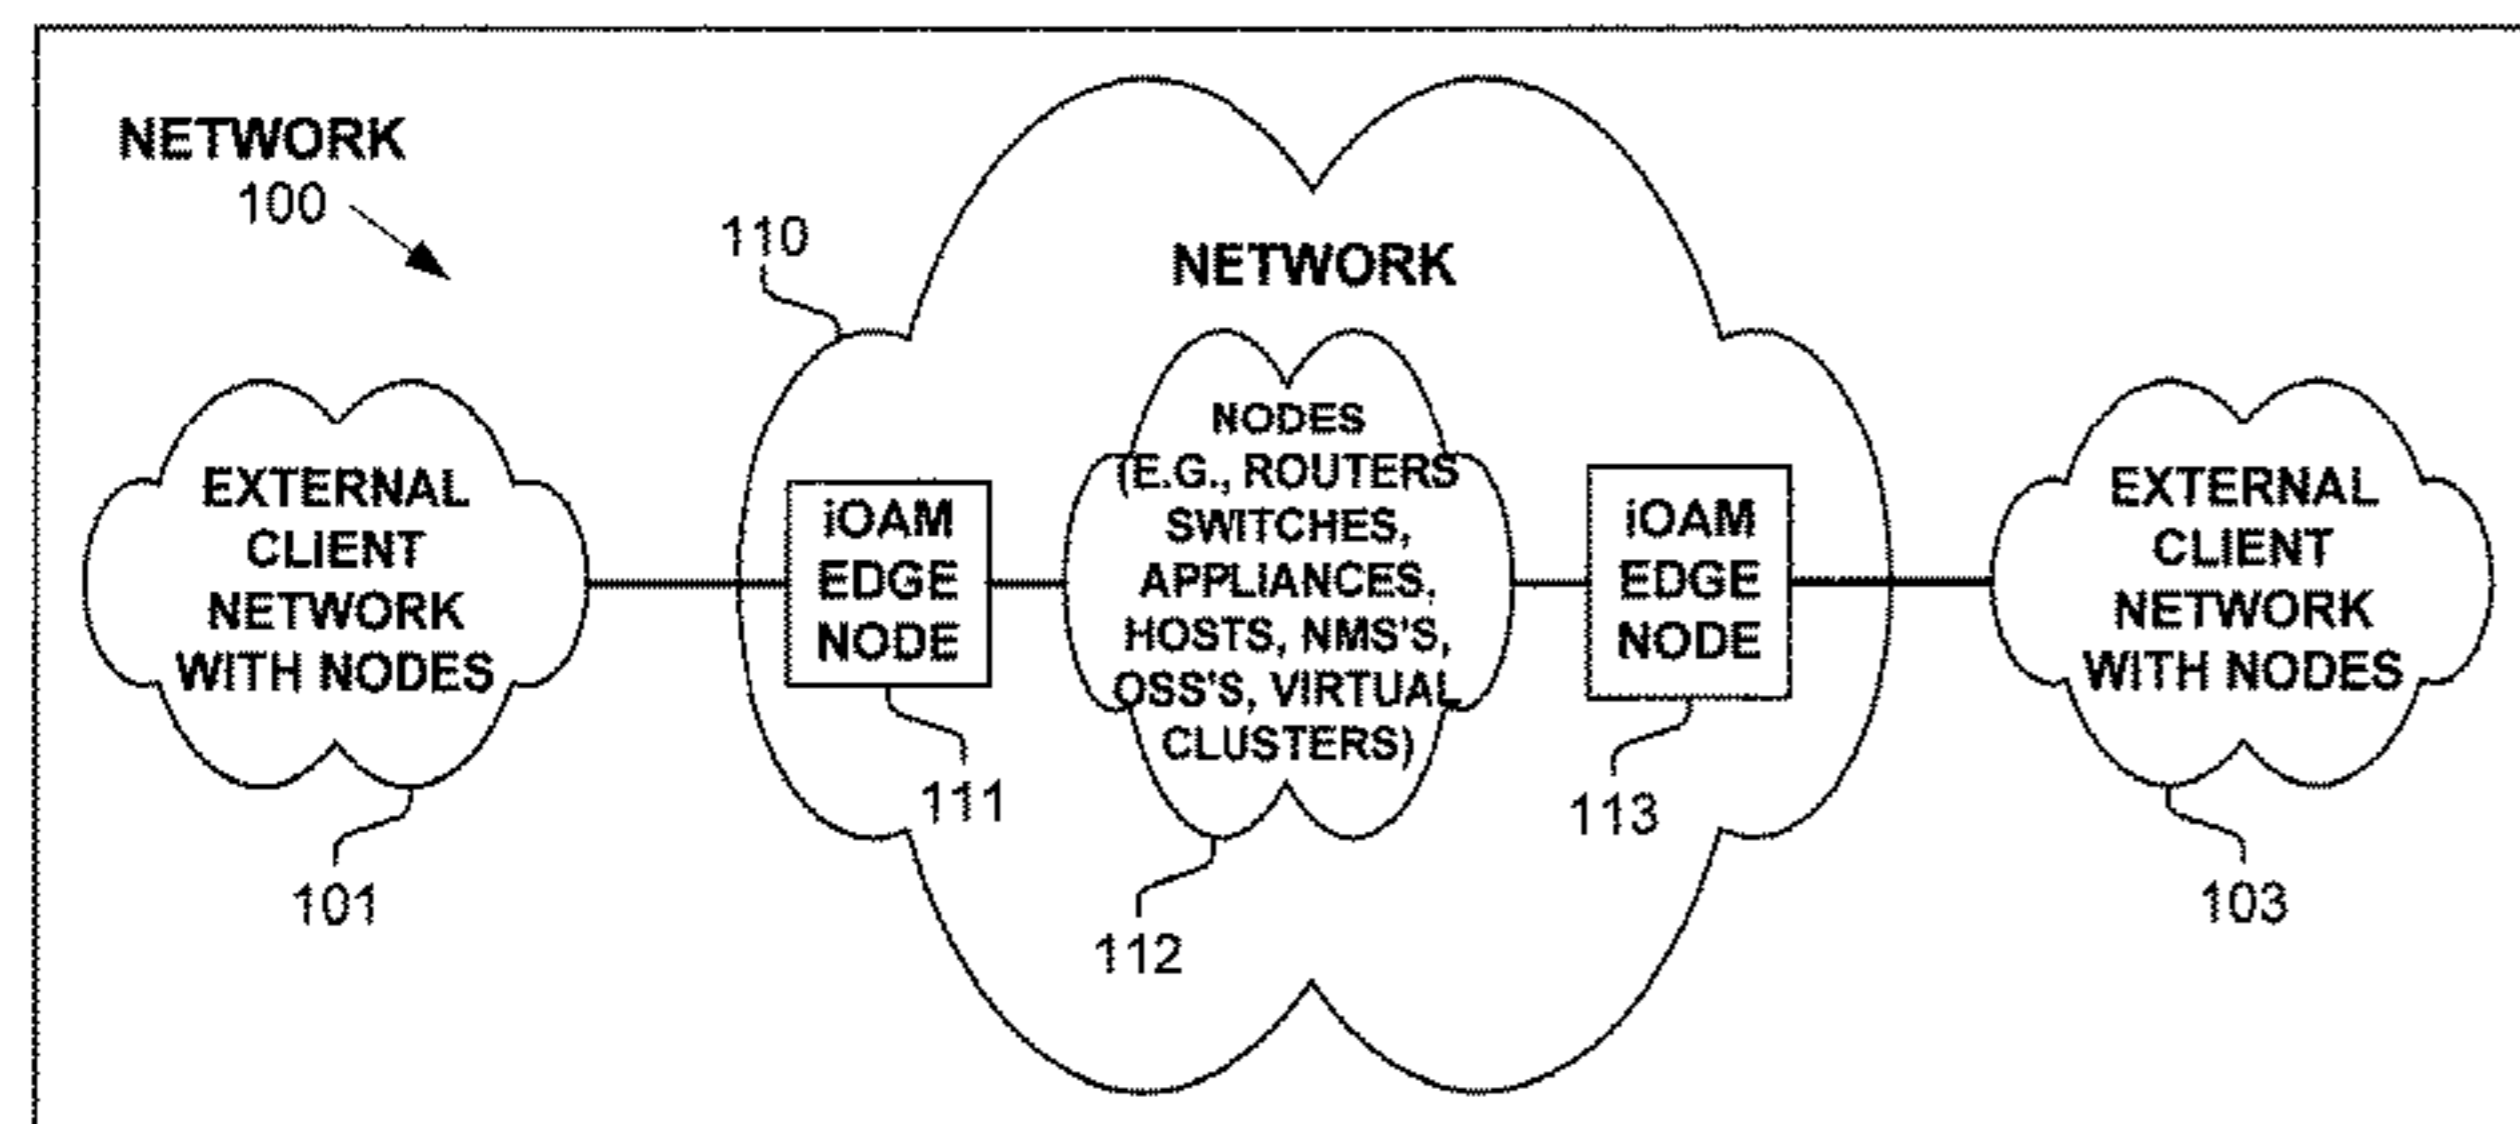 NETWORK
100
110
NETWORK
EXTERNAL
CLIENT
NETWORK
WITH NODES
101
iOAM
EDGE
NODE
111
NODES
(E.G., ROUTERS
SWITCHES,
APPLIANCES,
HOSTS, NMS'S,
OSS'S, VIRTUAL
CLUSTERS)
112
iOAM
EDGE
NODE
113
EXTERNAL
CLIENT
NETWORK
WITH NODES
103